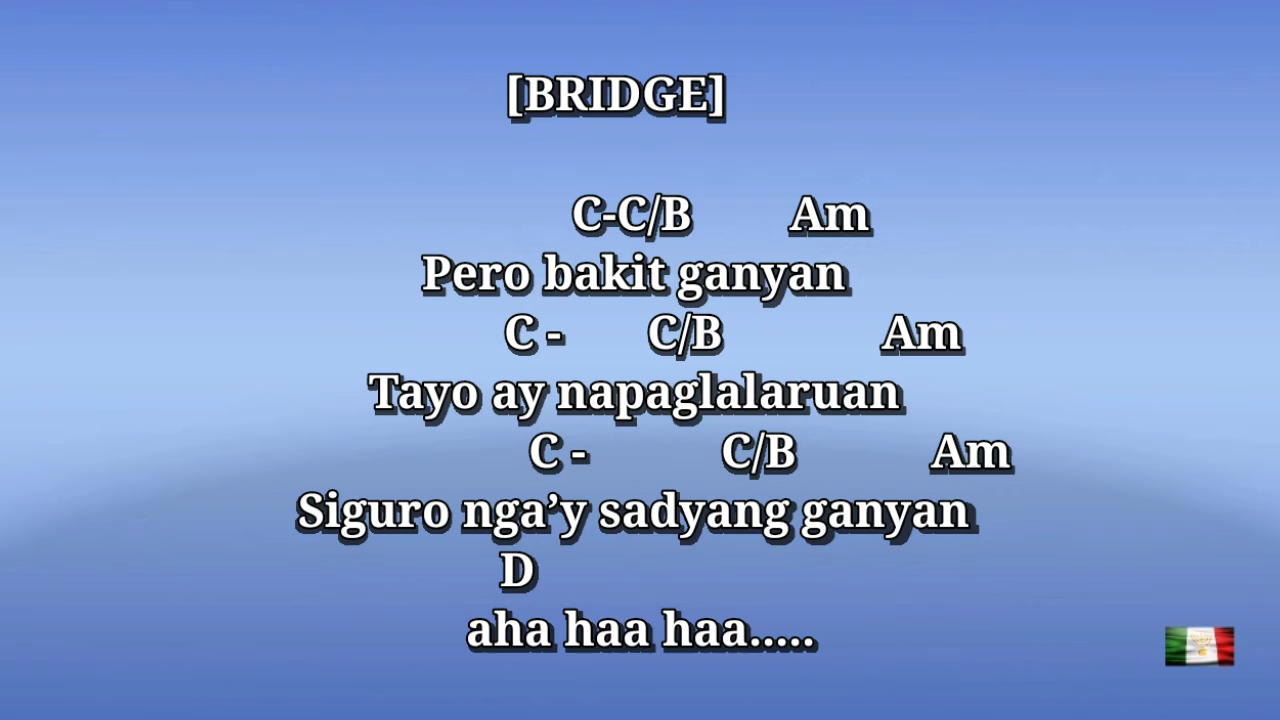 [BRIDGE]
C-C/B Am
Pero bakit ganyan
C - C/B Am
Tayo ay napaglalaruan
C - C/B Am
Siguro nga’y sadyang ganyan
D
aha haa haa.....